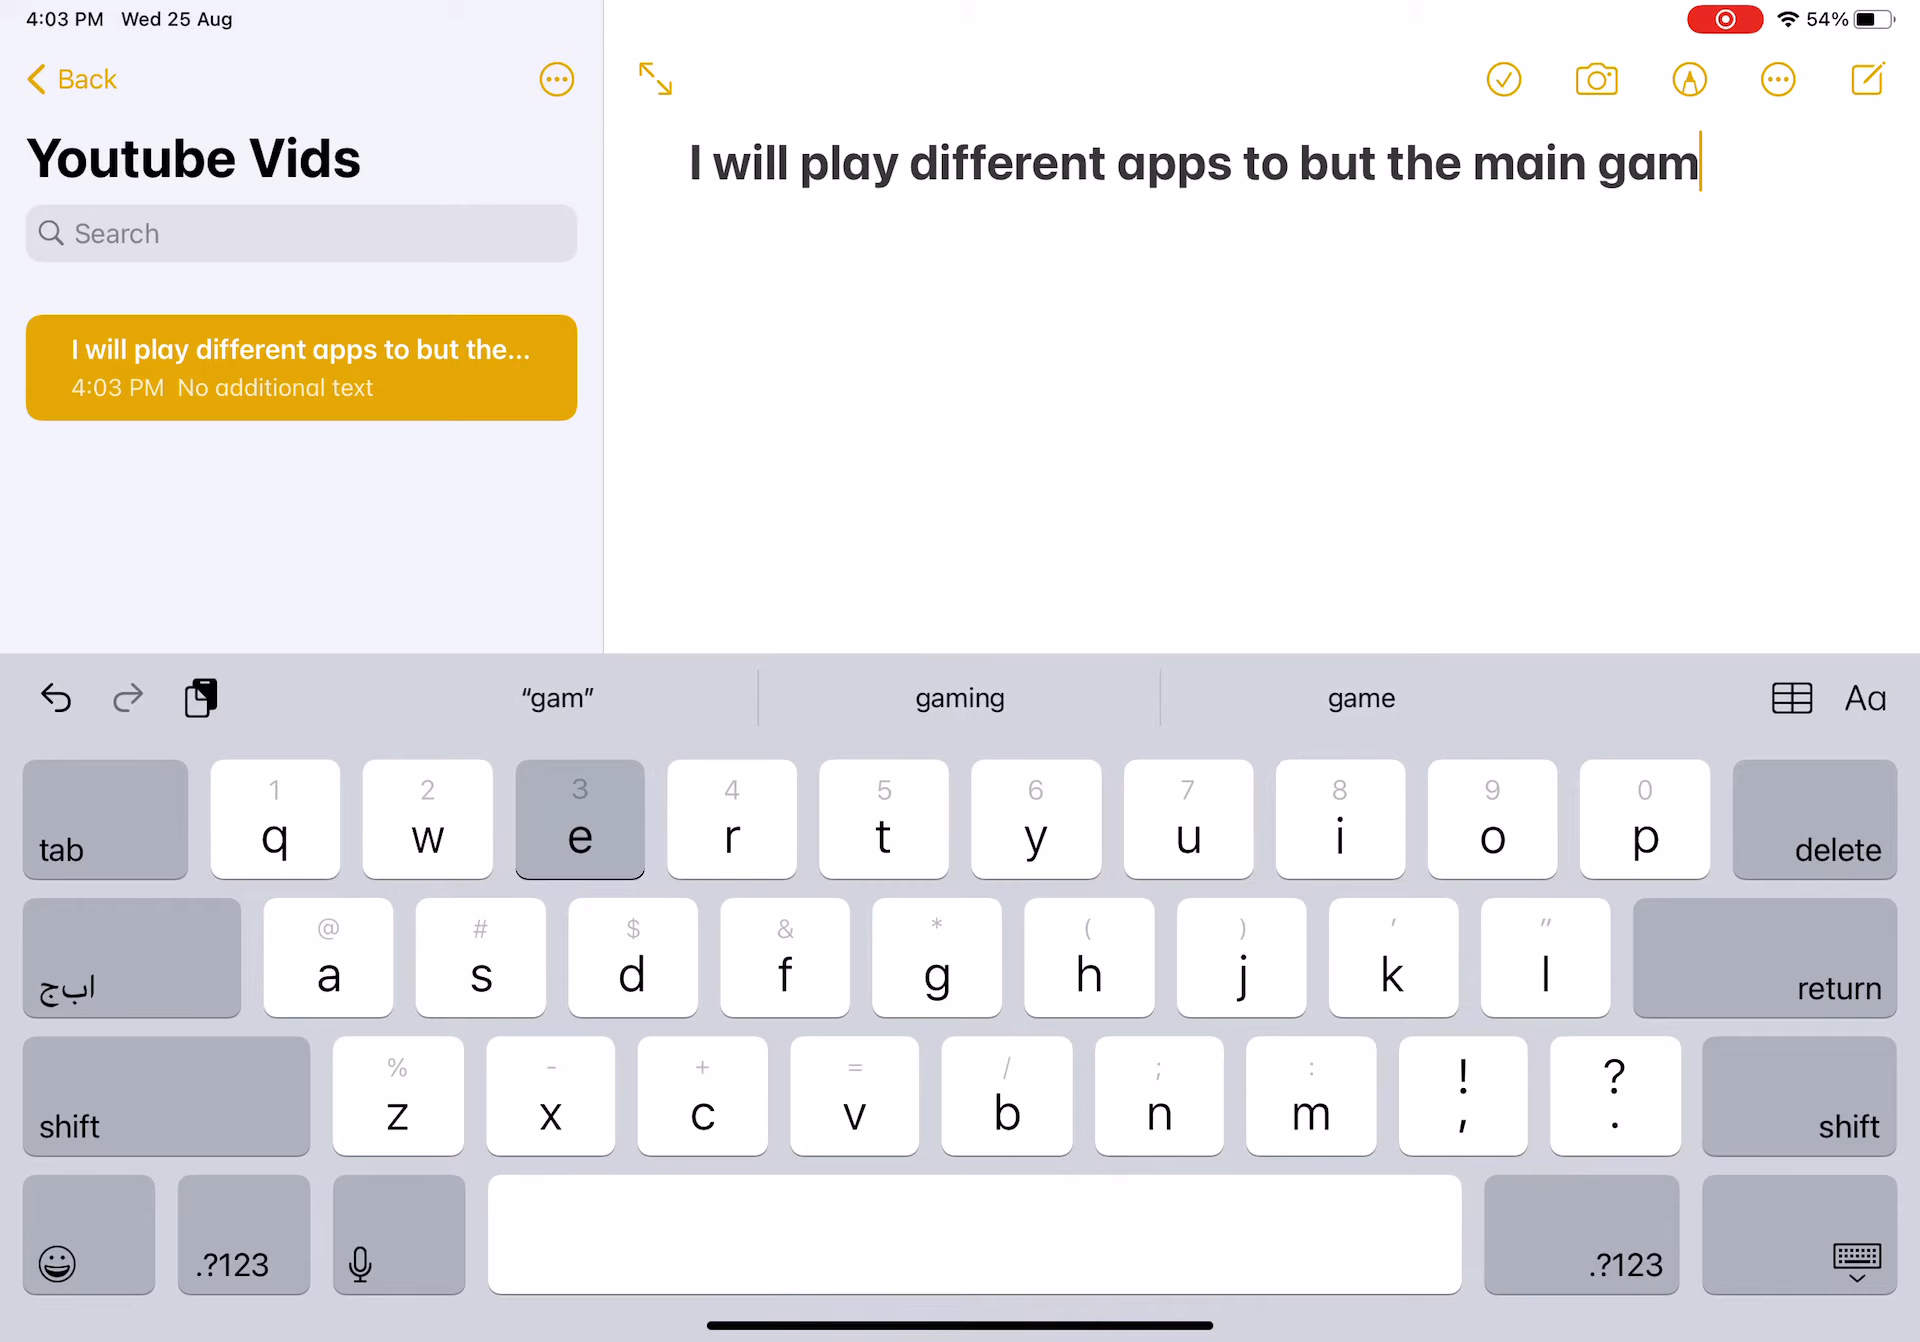 4:03 PM Wed 25 Aug
54%
Back
Youtube Vids
Search
I will play different apps to but the...
4:03 PM No additional text
I will play different apps to but the main gam
“gam” gaming game
Aa
1 2 3 4 5 6 7 8 9 0
tab q w e r t y u i o p delete
@ # $ & * ( ) ' "
ابج a s d f g h j k l return
% - + = / ; : ! ?
shift z x c v b n m , . shift
.?123 .?123